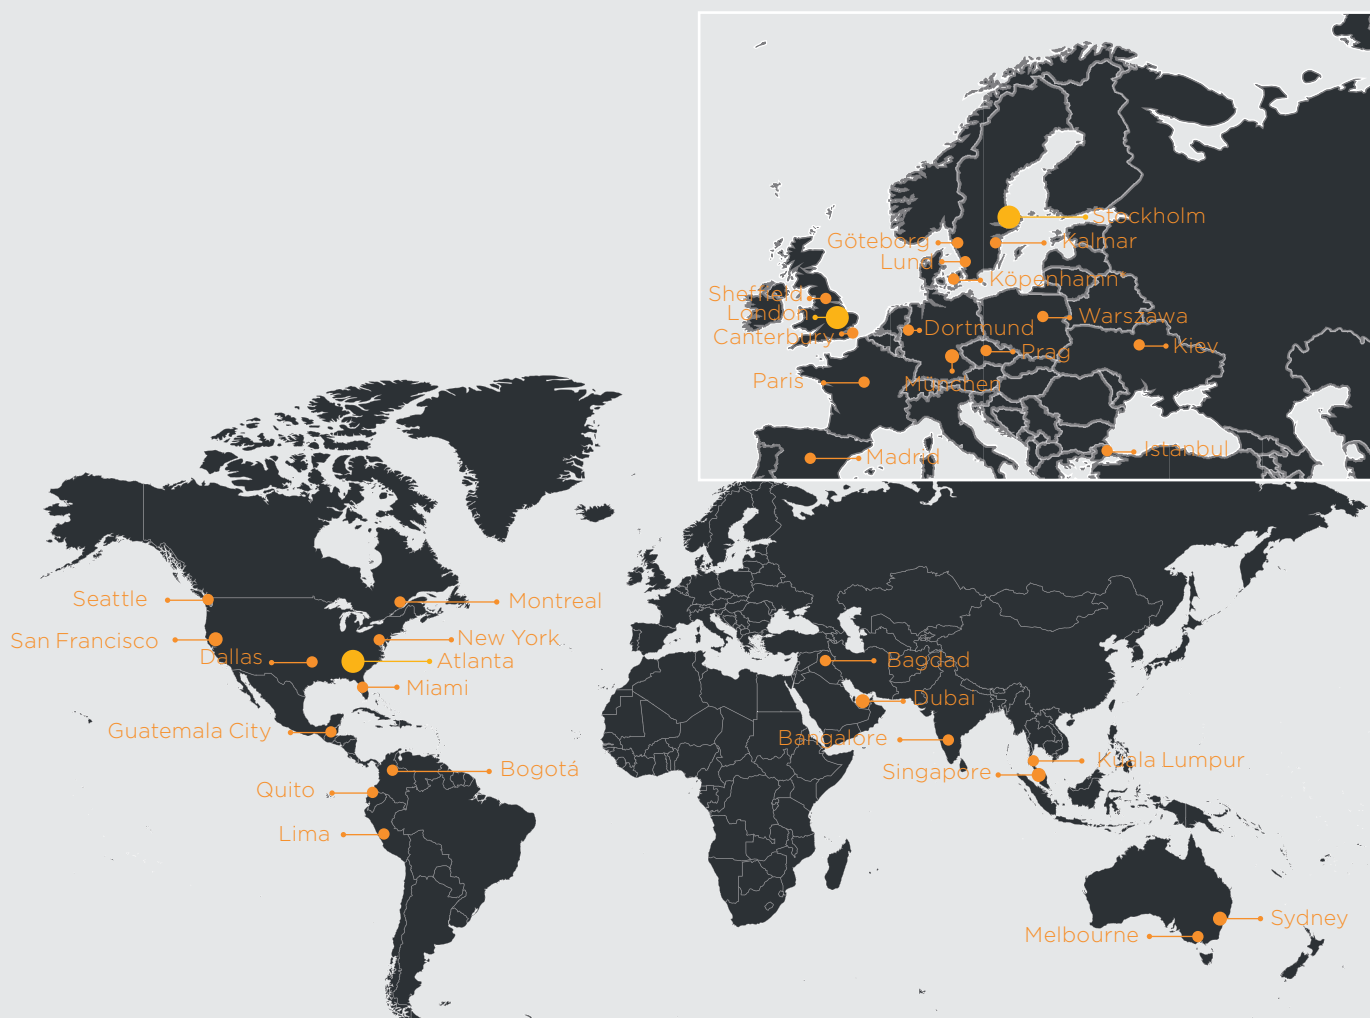 Stockholm
Göteborg
Kalmar
Lund
Köpenhamn
Sheffield
London
Warszawa
Dortmund
Canterbury
Kiev
Prag
Paris
München
Istanbul
Madrid
Seattle
Montreal
San Francisco
New York
Dallas
Atlanta
Bagdad
Miami
Dubai
Guatemala City
Bangalore
Kuala Lumpur
Bogotá
Singapore
Quito
Lima
Sydney
Melbourne